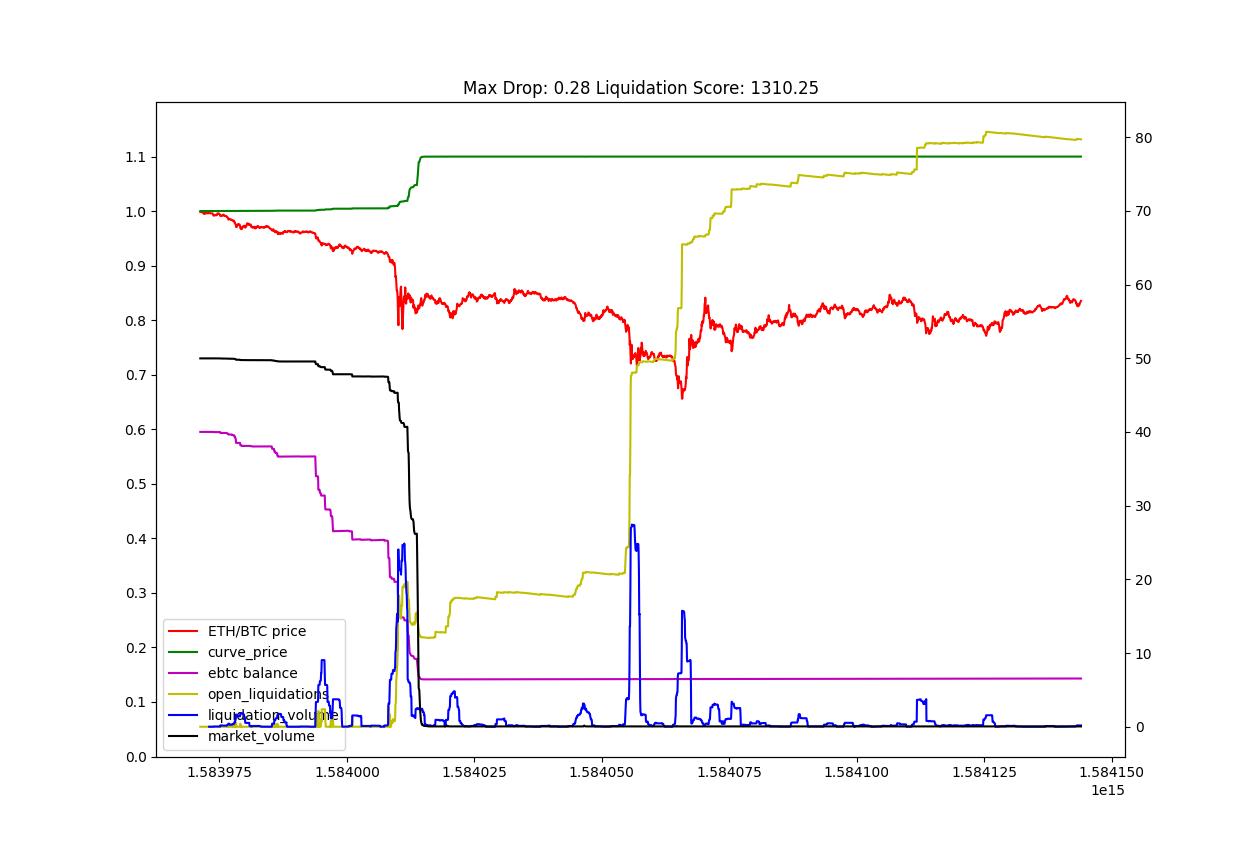 Max Drop: 0.28 Liquidation Score: 1310.25
1.1
1.0
0.9
0.8
0.7
0.6
0.5
0.4
0.3
0.2
0.1
0.0
80
70
60
50
40
30
20
10
0
ETH/BTC price
curve_price
ebtc balance
open_liquidations
liquidation_volume
market_volume
1.583975 1.584000 1.584025 1.584050 1.584075 1.584100 1.584125 1.584150
1e15